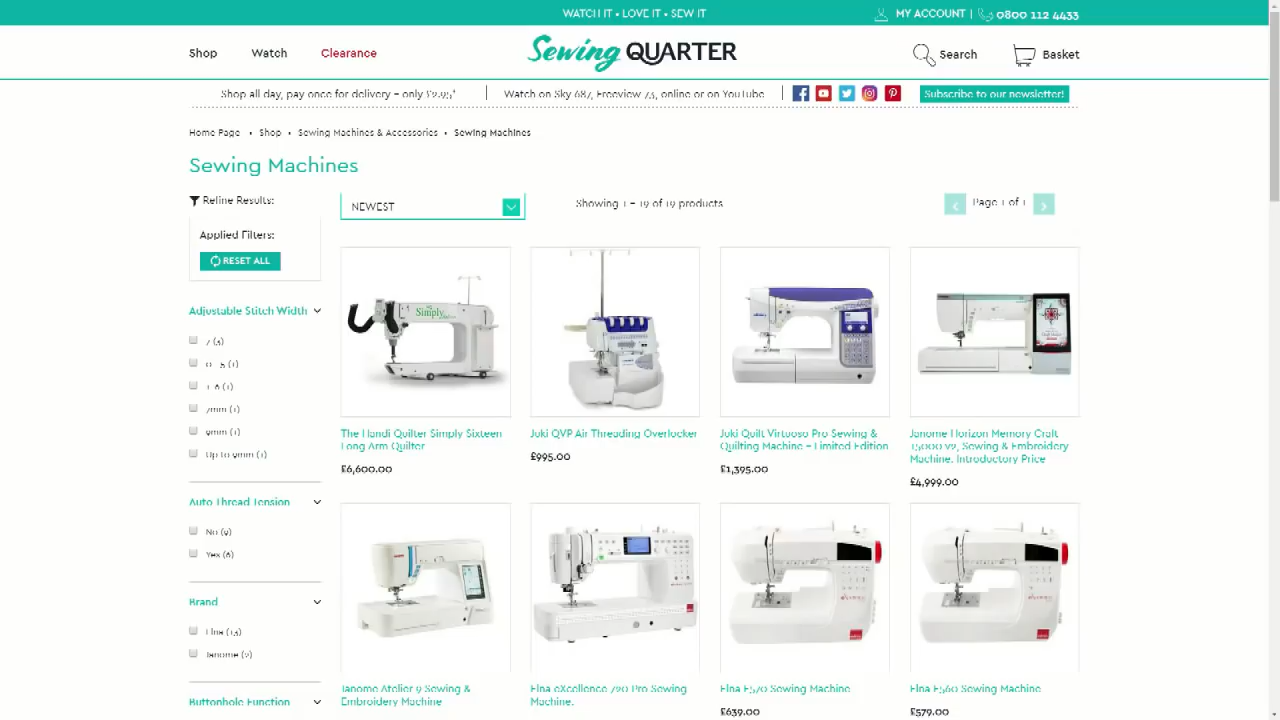 WATCH IT • LOVE IT • SEW IT
MY ACCOUNT | 0800 112 4433
Shop Watch Clearance
Sewing QUARTER
Search Basket
Shop all day, pay once for delivery - only £2.95*
Watch on Sky 687, Freeview 73, online or on YouTube
Subscribe to our newsletter!
Home Page • Shop • Sewing Machines & Accessories • Sewing Machines
Sewing Machines
Refine Results:
NEWEST
Showing 1 - 19 of 19 products
Page 1 of 1
Applied Filters:
RESET ALL
Adjustable Stitch Width
7 (3)
0 - 5 (1)
1-6 (1)
7mm (1)
9mm (1)
Up to 9mm (1)
Auto Thread Tension
No (9)
Yes (6)
Brand
Elna (13)
Janome (2)
Buttonhole Function
Simply
The Handi Quilter Simply Sixteen
Long Arm Quilter
£6,600.00
Juki QVP Air Threading Overlocker
£995.00
Juki Quilt Virtuoso Pro Sewing &
Quilting Machine - Limited Edition
£1,395.00
Janome Horizon Memory Craft
15000 V2, Sewing & Embroidery
Machine. Introductory Price
£4,999.00
Janome Atelier 9 Sewing &
Embroidery Machine
Elna eXcellence 720 Pro Sewing
Machine.
Elna E570 Sewing Machine
£639.00
Elna E560 Sewing Machine
£579.00